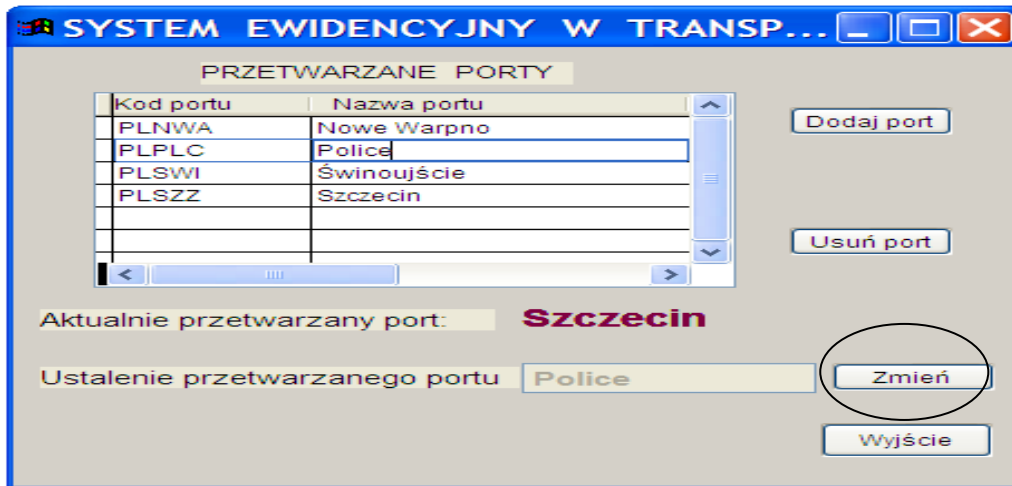 SYSTEM EWIDENCYJNY W TRANSP...
PRZETWARZANE PORTY
Kod portu Nazwa portu
PLNWA Nowe Warpno
Dodaj port
PLPLC Police
PLSWI Świnoujście
PLSZZ Szczecin
Usuń port
Aktualnie przetwarzany port: Szczecin
Ustalenie przetwarzanego portu Police Zmień
Wyjście